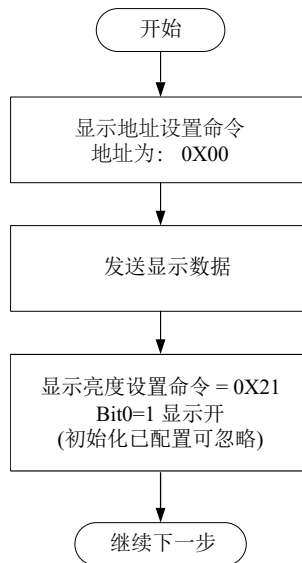 开始
显示地址设置命令
地址为： 0X00
发送显示数据
显示亮度设置命令 = 0X21
Bit0=1 显示开
(初始化已配置可忽略)
继续下一步